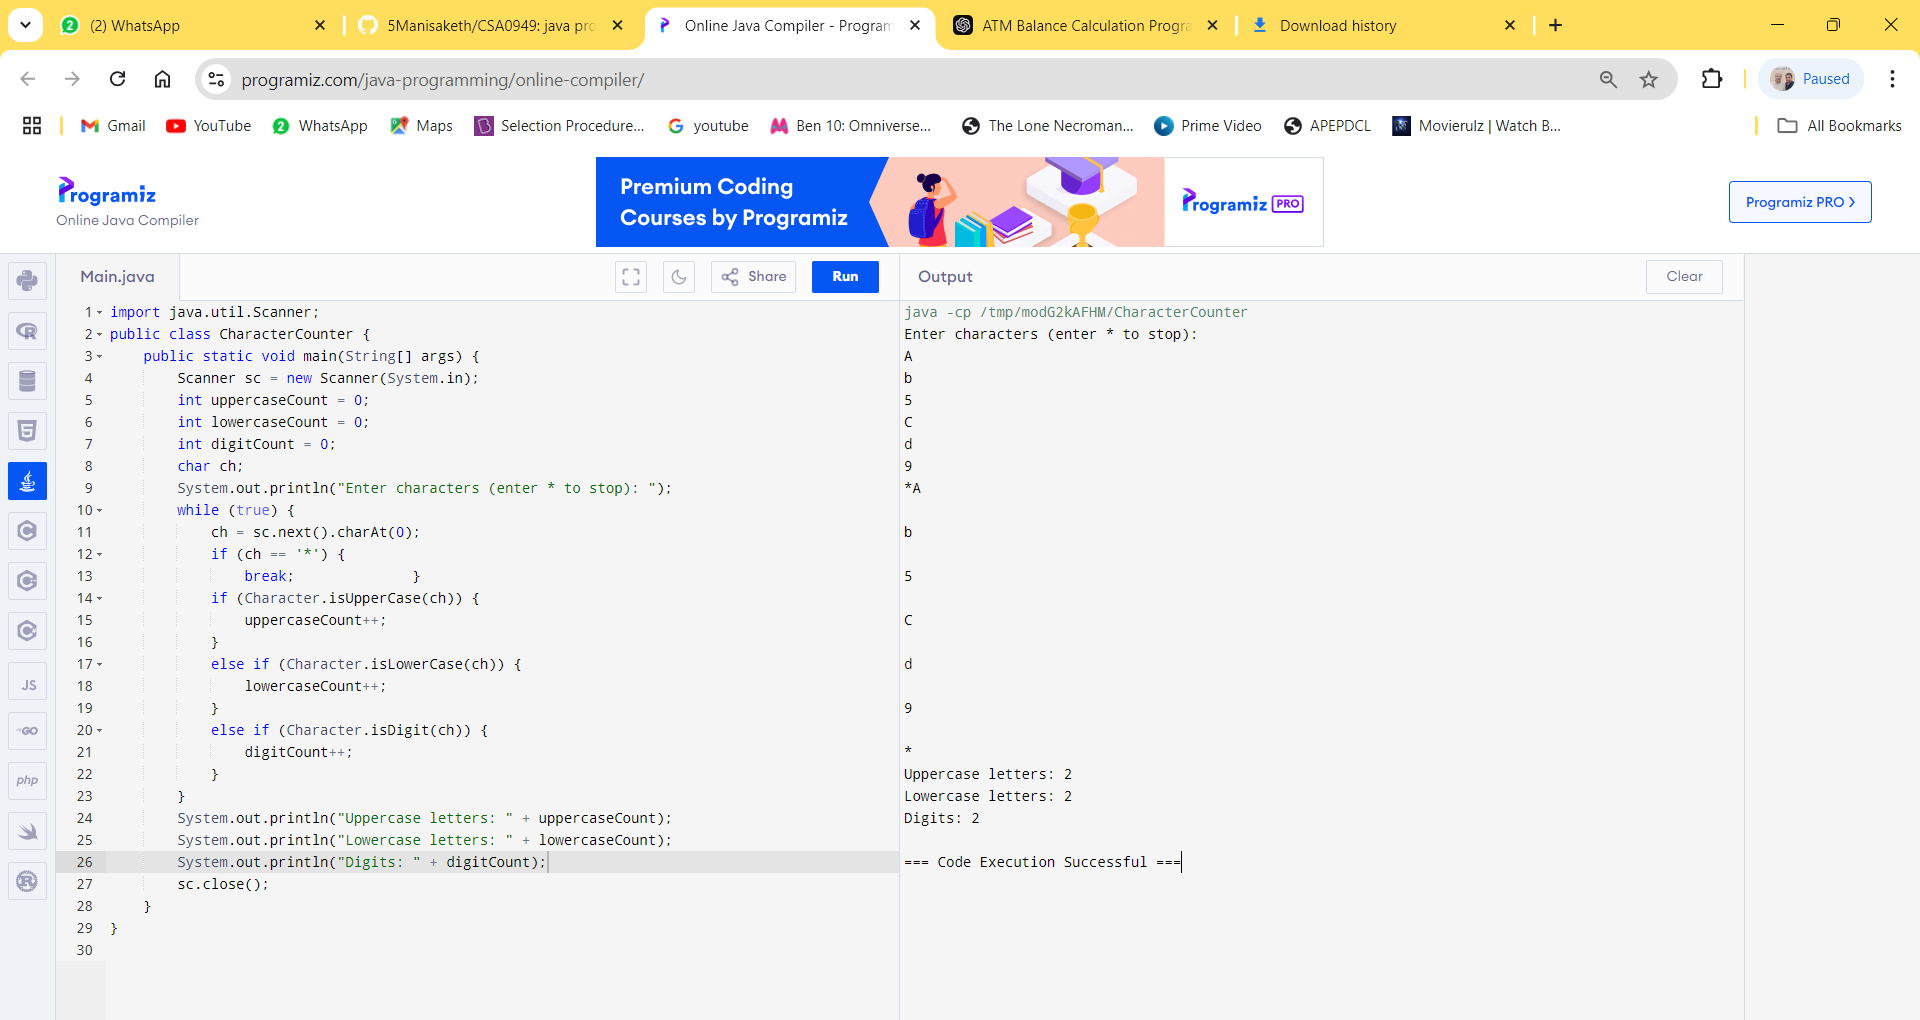 (2) WhatsApp
5Manisaketh/CSA0949: java pro
Online Java Compiler - Program
ATM Balance Calculation Progra
Download history
programiz.com/java-programming/online-compiler/
Paused
Gmail
YouTube
WhatsApp
Maps
Selection Procedure...
youtube
Ben 10: Omniverse...
The Lone Necroman...
Prime Video
APEPDCL
Movierulz | Watch B...
All Bookmarks
Programiz
Online Java Compiler
Premium Coding
Courses by Programiz
Programiz PRO
Programiz PRO >
Main.java
Share
Run
Output
Clear
1 import java.util.Scanner;
2 public class CharacterCounter {
3 public static void main(String[] args) {
4 Scanner sc = new Scanner(System.in);
5 int uppercaseCount = 0;
6 int lowercaseCount = 0;
7 int digitCount = 0;
8 char ch;
9 System.out.println("Enter characters (enter * to stop): ");
10 while (true) {
11 ch = sc.next().charAt(0);
12 if (ch == '*') {
13 break; }
14 if (Character.isUpperCase(ch)) {
15 uppercaseCount++;
16 }
17 else if (Character.isLowerCase(ch)) {
18 lowercaseCount++;
19 }
20 else if (Character.isDigit(ch)) {
21 digitCount++;
22 }
23 }
24 System.out.println("Uppercase letters: " + uppercaseCount);
25 System.out.println("Lowercase letters: " + lowercaseCount);
26 System.out.println("Digits: " + digitCount);
27 sc.close();
28 }
29 }
30
java -cp /tmp/modG2kAFHM/CharacterCounter
Enter characters (enter * to stop):
A
b
5
C
d
9
*A
b
5
C
d
9
*
Uppercase letters: 2
Lowercase letters: 2
Digits: 2
=== Code Execution Successful ===
JS
GO
php